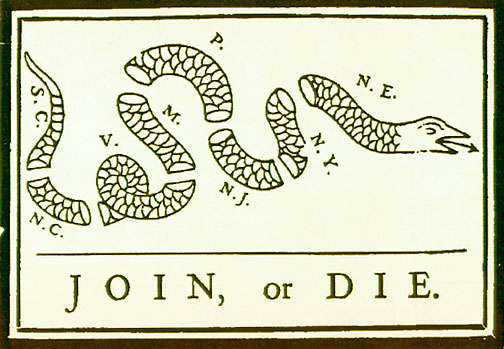 S. C.
N. C.
V.
M.
P.
N. J.
N. Y.
N. E.
JOIN, or DIE.